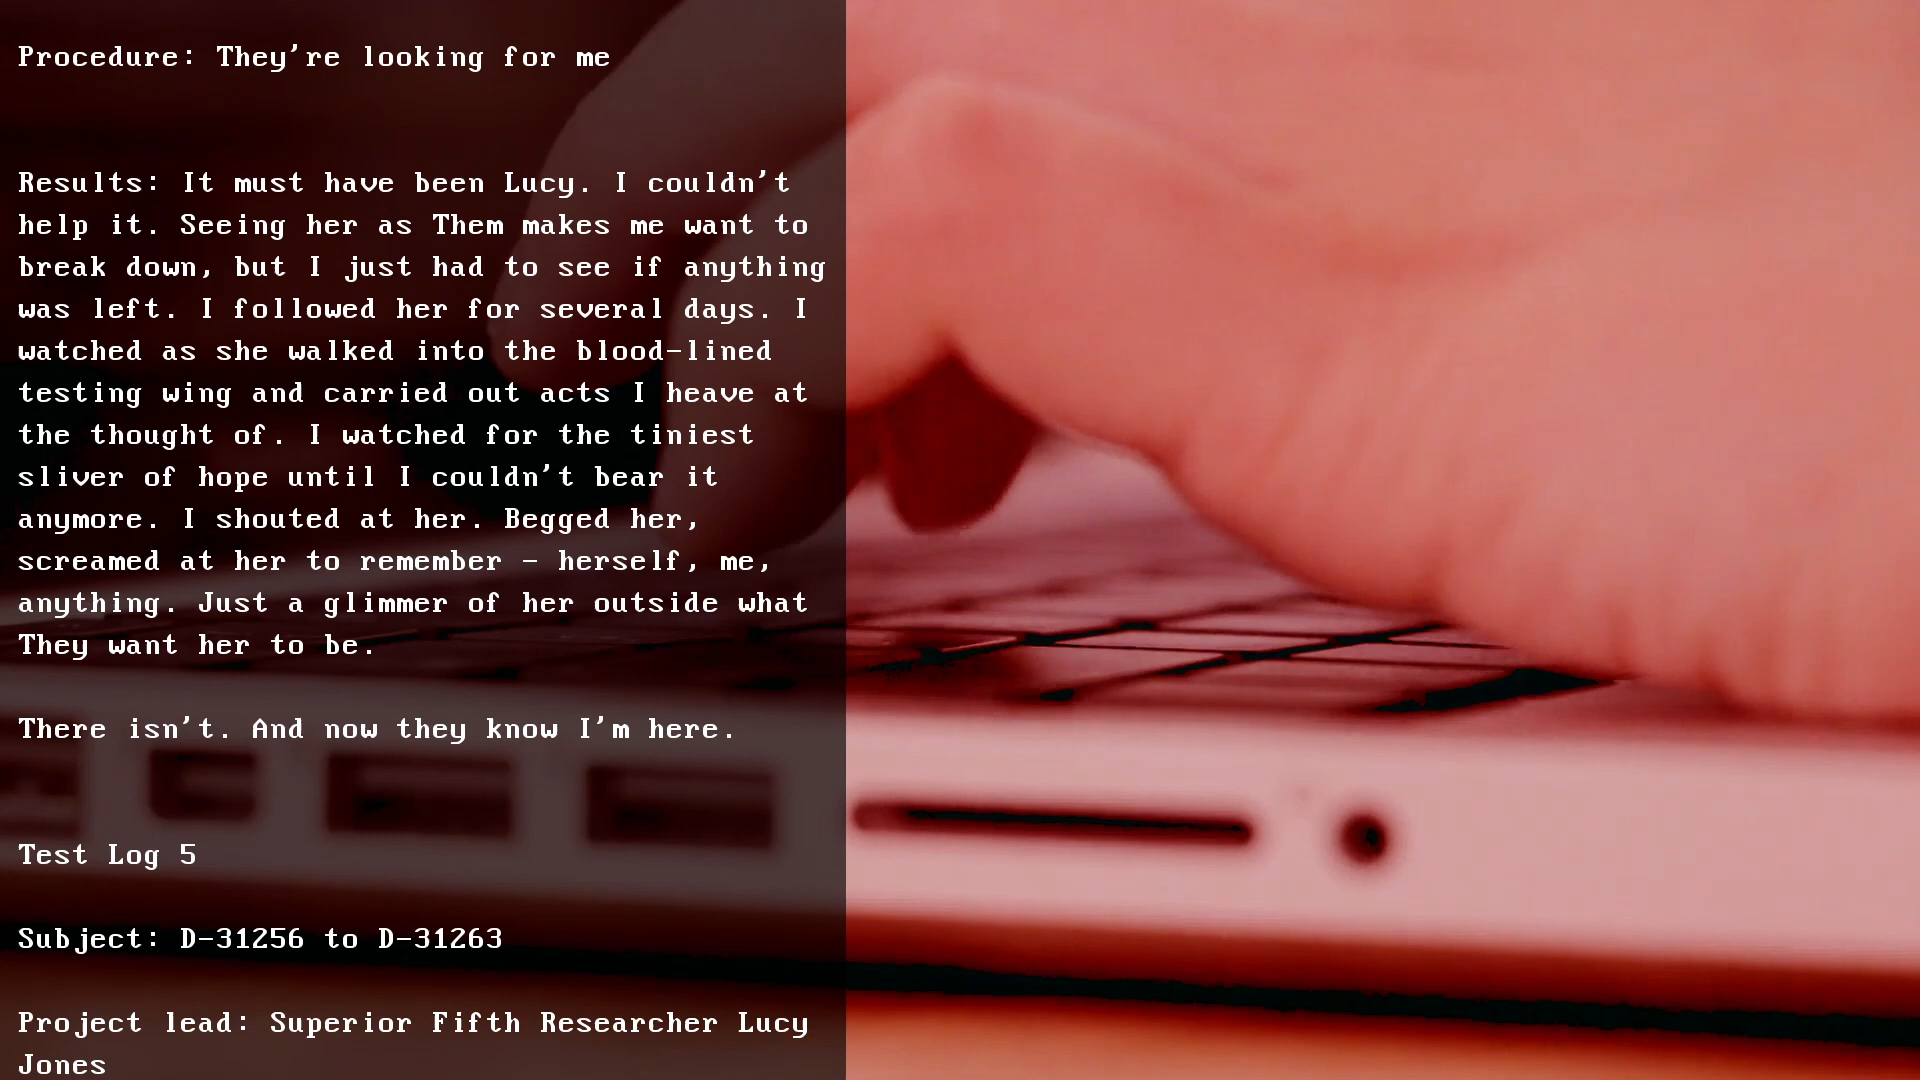 Procedure: They're looking for me
Results: It must have been Lucy. I couldn't
help it. Seeing her as Them makes me want to
break down, but I just had to see if anything
was left. I followed her for several days. I
watched as she walked into the blood-lined
testing wing and carried out acts I heave at
the thought of. I watched for the tiniest
sliver of hope until I couldn't bear it
anymore. I shouted at her. Begged her,
screamed at her to remember – herself, me,
anything. Just a glimmer of her outside what
They want her to be.
There isn't. And now they know I'm here.
Test Log 5
Subject: D-31256 to D-31263
Project lead: Superior Fifth Researcher Lucy
Jones